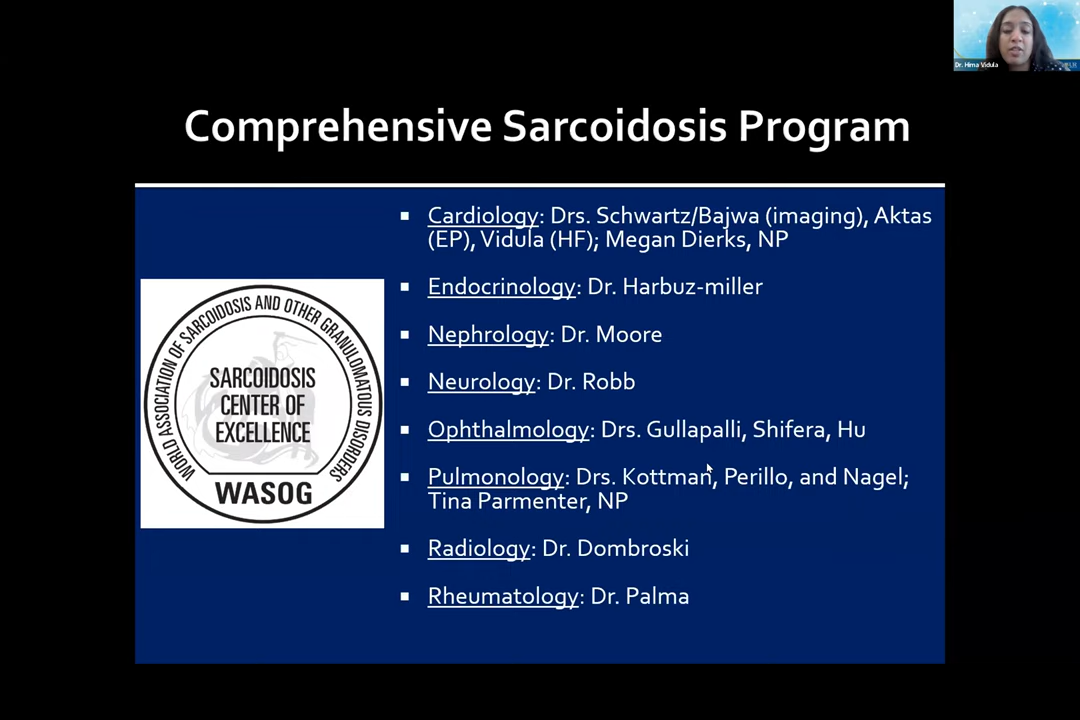 Dr. Hima Vidula
Comprehensive Sarcoidosis Program
WORLD ASSOCIATION OF SARCOIDOSIS AND OTHER GRANULOMATOUS DISORDERS
SARCOIDOSIS
CENTER OF
EXCELLENCE
WASOG
▪ Cardiology: Drs. Schwartz/Bajwa (imaging), Aktas
(EP), Vidula (HF); Megan Dierks, NP
▪ Endocrinology: Dr. Harbuz-miller
▪ Nephrology: Dr. Moore
▪ Neurology: Dr. Robb
▪ Ophthalmology: Drs. Gullapalli, Shifera, Hu
▪ Pulmonology: Drs. Kottman, Perillo, and Nagel;
Tina Parmenter, NP
▪ Radiology: Dr. Dombroski
▪ Rheumatology: Dr. Palma